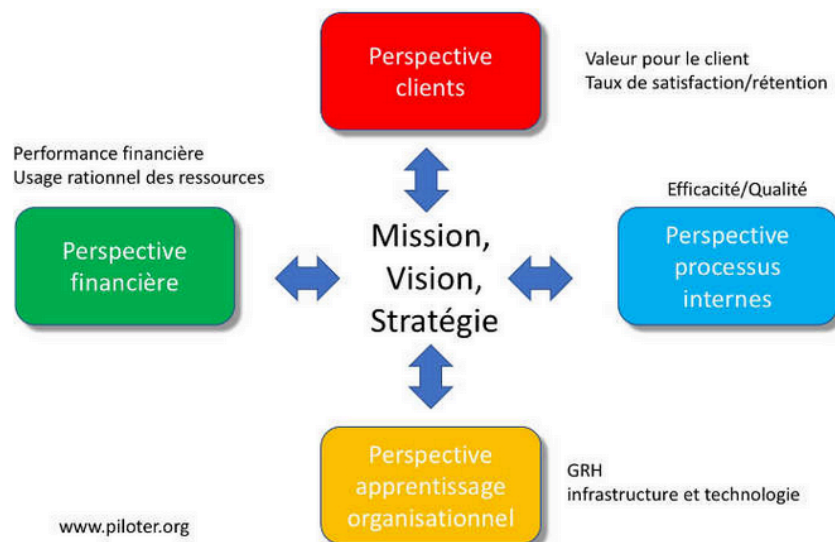 Perspective
clients
Valeur pour le client
Taux de satisfaction/rétention
Performance financière
Usage rationnel des ressources
Efficacité/Qualité
Perspective
financière
Mission,
Vision,
Stratégie
Perspective
processus
internes
Perspective
apprentissage
organisationnel
GRH
infrastructure et technologie
www.piloter.org